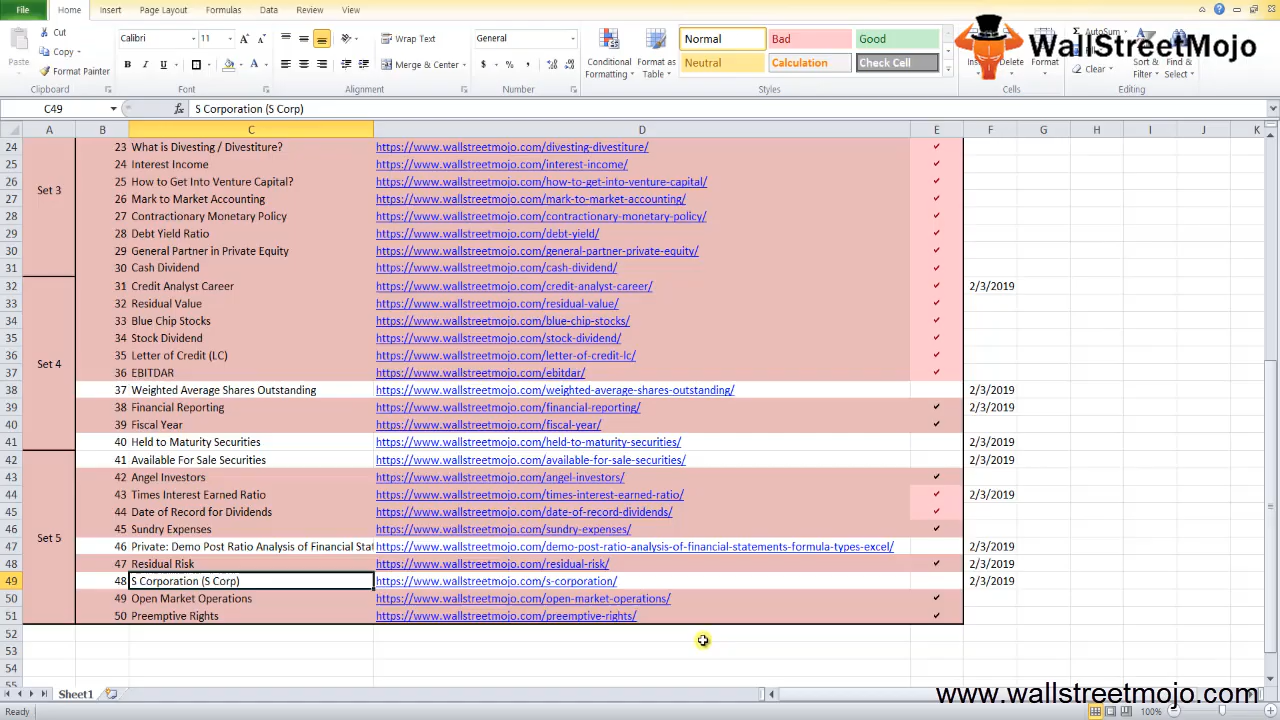 File Home Insert Page Layout Formulas Data Review View
Cut
Copy
Format Painter
Paste
Clipboard
Calibri 11
B I U
Font
Wrap Text
Merge & Center
Alignment
General
$ % ,
Number
Conditional Formatting
Format as Table
Normal Bad Good
Neutral Calculation Check Cell
Styles
Delete Format
Cells
AutoSum
Clear
Sort & Filter
Find & Select
Editing
WallStreetMojo
C49 fx S Corporation (S Corp)
A B C D E F G H I J K
24 23 What is Divesting / Divestiture? https://www.wallstreetmojo.com/divesting-divestiture/ ✓
25 24 Interest Income https://www.wallstreetmojo.com/interest-income/ ✓
Set 3
26 25 How to Get Into Venture Capital? https://www.wallstreetmojo.com/how-to-get-into-venture-capital/ ✓
27 26 Mark to Market Accounting https://www.wallstreetmojo.com/mark-to-market-accounting/ ✓
28 27 Contractionary Monetary Policy https://www.wallstreetmojo.com/contractionary-monetary-policy/ ✓
29 28 Debt Yield Ratio https://www.wallstreetmojo.com/debt-yield/ ✓
30 29 General Partner in Private Equity https://www.wallstreetmojo.com/general-partner-private-equity/ ✓
31 30 Cash Dividend https://www.wallstreetmojo.com/cash-dividend/ ✓
32 31 Credit Analyst Career https://www.wallstreetmojo.com/credit-analyst-career/ ✓ 2/3/2019
33 32 Residual Value https://www.wallstreetmojo.com/residual-value/ ✓
34 33 Blue Chip Stocks https://www.wallstreetmojo.com/blue-chip-stocks/ ✓
35 34 Stock Dividend https://www.wallstreetmojo.com/stock-dividend/ ✓
36 35 Letter of Credit (LC) https://www.wallstreetmojo.com/letter-of-credit-lc/ ✓
Set 4
37 36 EBITDAR https://www.wallstreetmojo.com/ebitdar/ ✓
38 37 Weighted Average Shares Outstanding https://www.wallstreetmojo.com/weighted-average-shares-outstanding/ 2/3/2019
39 38 Financial Reporting https://www.wallstreetmojo.com/financial-reporting/ ✓ 2/3/2019
40 39 Fiscal Year https://www.wallstreetmojo.com/fiscal-year/ ✓
41 40 Held to Maturity Securities https://www.wallstreetmojo.com/held-to-maturity-securities/ 2/3/2019
42 41 Available For Sale Securities https://www.wallstreetmojo.com/available-for-sale-securities/ 2/3/2019
43 42 Angel Investors https://www.wallstreetmojo.com/angel-investors/ ✓
44 43 Times Interest Earned Ratio https://www.wallstreetmojo.com/times-interest-earned-ratio/ ✓ 2/3/2019
45 44 Date of Record for Dividends https://www.wallstreetmojo.com/date-of-record-dividends/ ✓
46 45 Sundry Expenses https://www.wallstreetmojo.com/sundry-expenses/ ✓
Set 5
47 46 Private: Demo Post Ratio Analysis of Financial Stat https://www.wallstreetmojo.com/demo-post-ratio-analysis-of-financial-statements-formula-types-excel/ 2/3/2019
48 47 Residual Risk https://www.wallstreetmojo.com/residual-risk/ ✓ 2/3/2019
49 48 S Corporation (S Corp) https://www.wallstreetmojo.com/s-corporation/ 2/3/2019
50 49 Open Market Operations https://www.wallstreetmojo.com/open-market-operations/ ✓
51 50 Preemptive Rights https://www.wallstreetmojo.com/preemptive-rights/ ✓
52
53
54
55
Sheet1
www.wallstreetmojo.com
Ready 100%